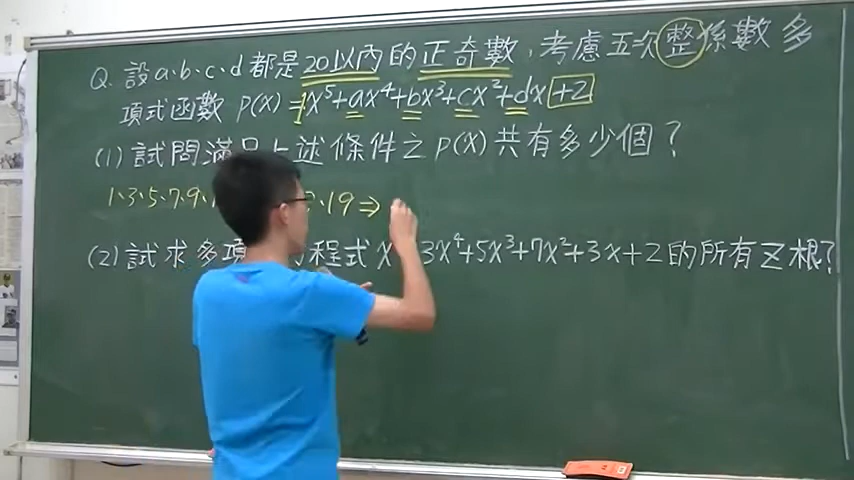 Q. 設a、b、c、d 都是20以內的正奇數，考慮五次整係數多
項式函數 P(X) = 1X⁵+aX⁴+bX³+cX²+dX+2
(1) 試問滿足上述條件之P(X)共有多少個？
1、3、5、7、9、 、19⇒
(2) 試求多項 程式X 3X⁴+5X³+7X²+3X+2的所有Z根？